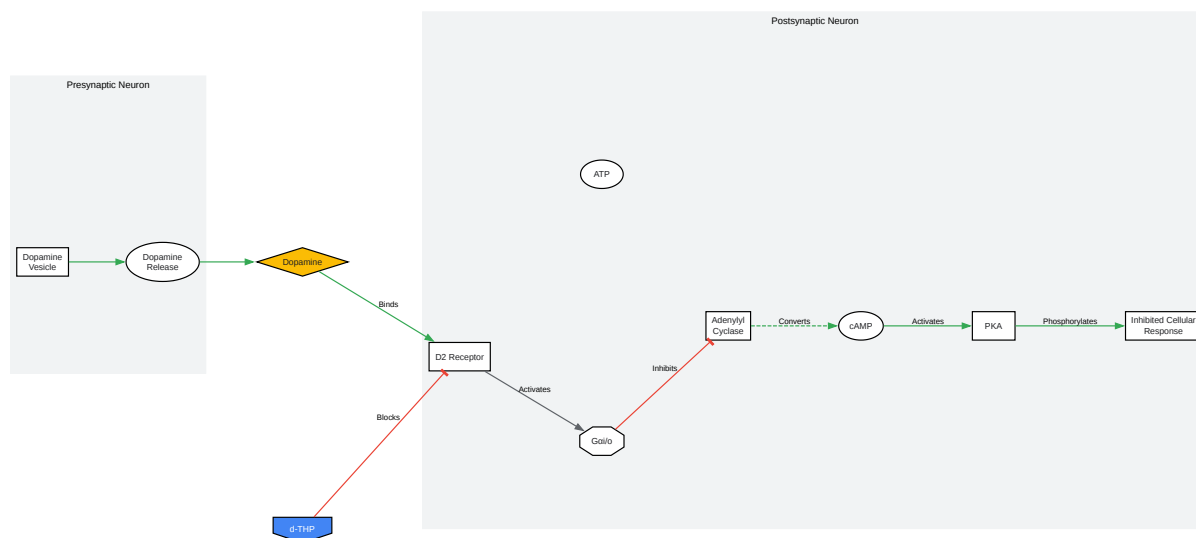 Postsynaptic Neuron
Presynaptic Neuron
ATP
Dopamine
Vesicle
Dopamine
Release
Dopamine
Binds
Adenylyl
Cyclase
Converts
cAMP
Activates
PKA
Phosphorylates
Inhibited Cellular
Response
D2 Receptor
Inhibits
Activates
Blocks
Gαi/o
d-THP